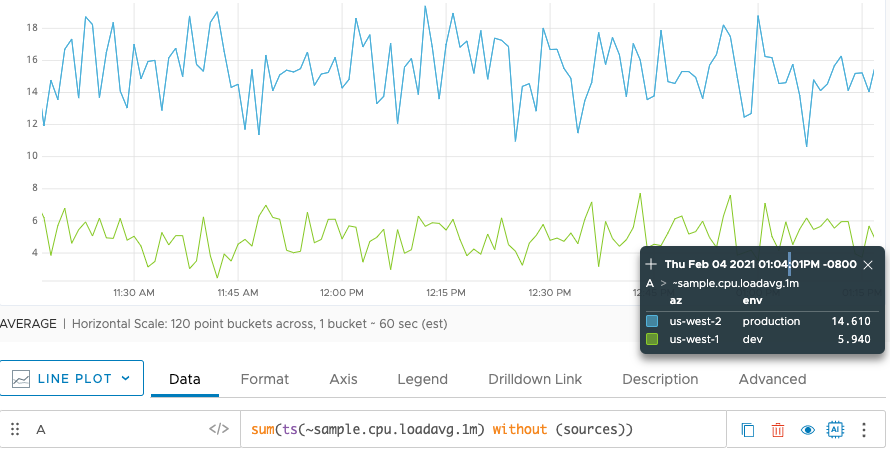 18
16
14
12
10
8
6
4
11:30 AM 11:45 AM 12:00 PM 12:15 PM 12:30 PM
Thu Feb 04 2021 01:04:01PM -0800
A > ~sample.cpu.loadavg.1m
az env
us-west-2 production 14.610
us-west-1 dev 5.940
AVERAGE | Horizontal Scale: 120 point buckets across, 1 bucket ~ 60 sec (est)
LINE PLOT Data Format Axis Legend Drilldown Link Description Advanced
A </> sum(ts(~sample.cpu.loadavg.1m) without (sources)) AI